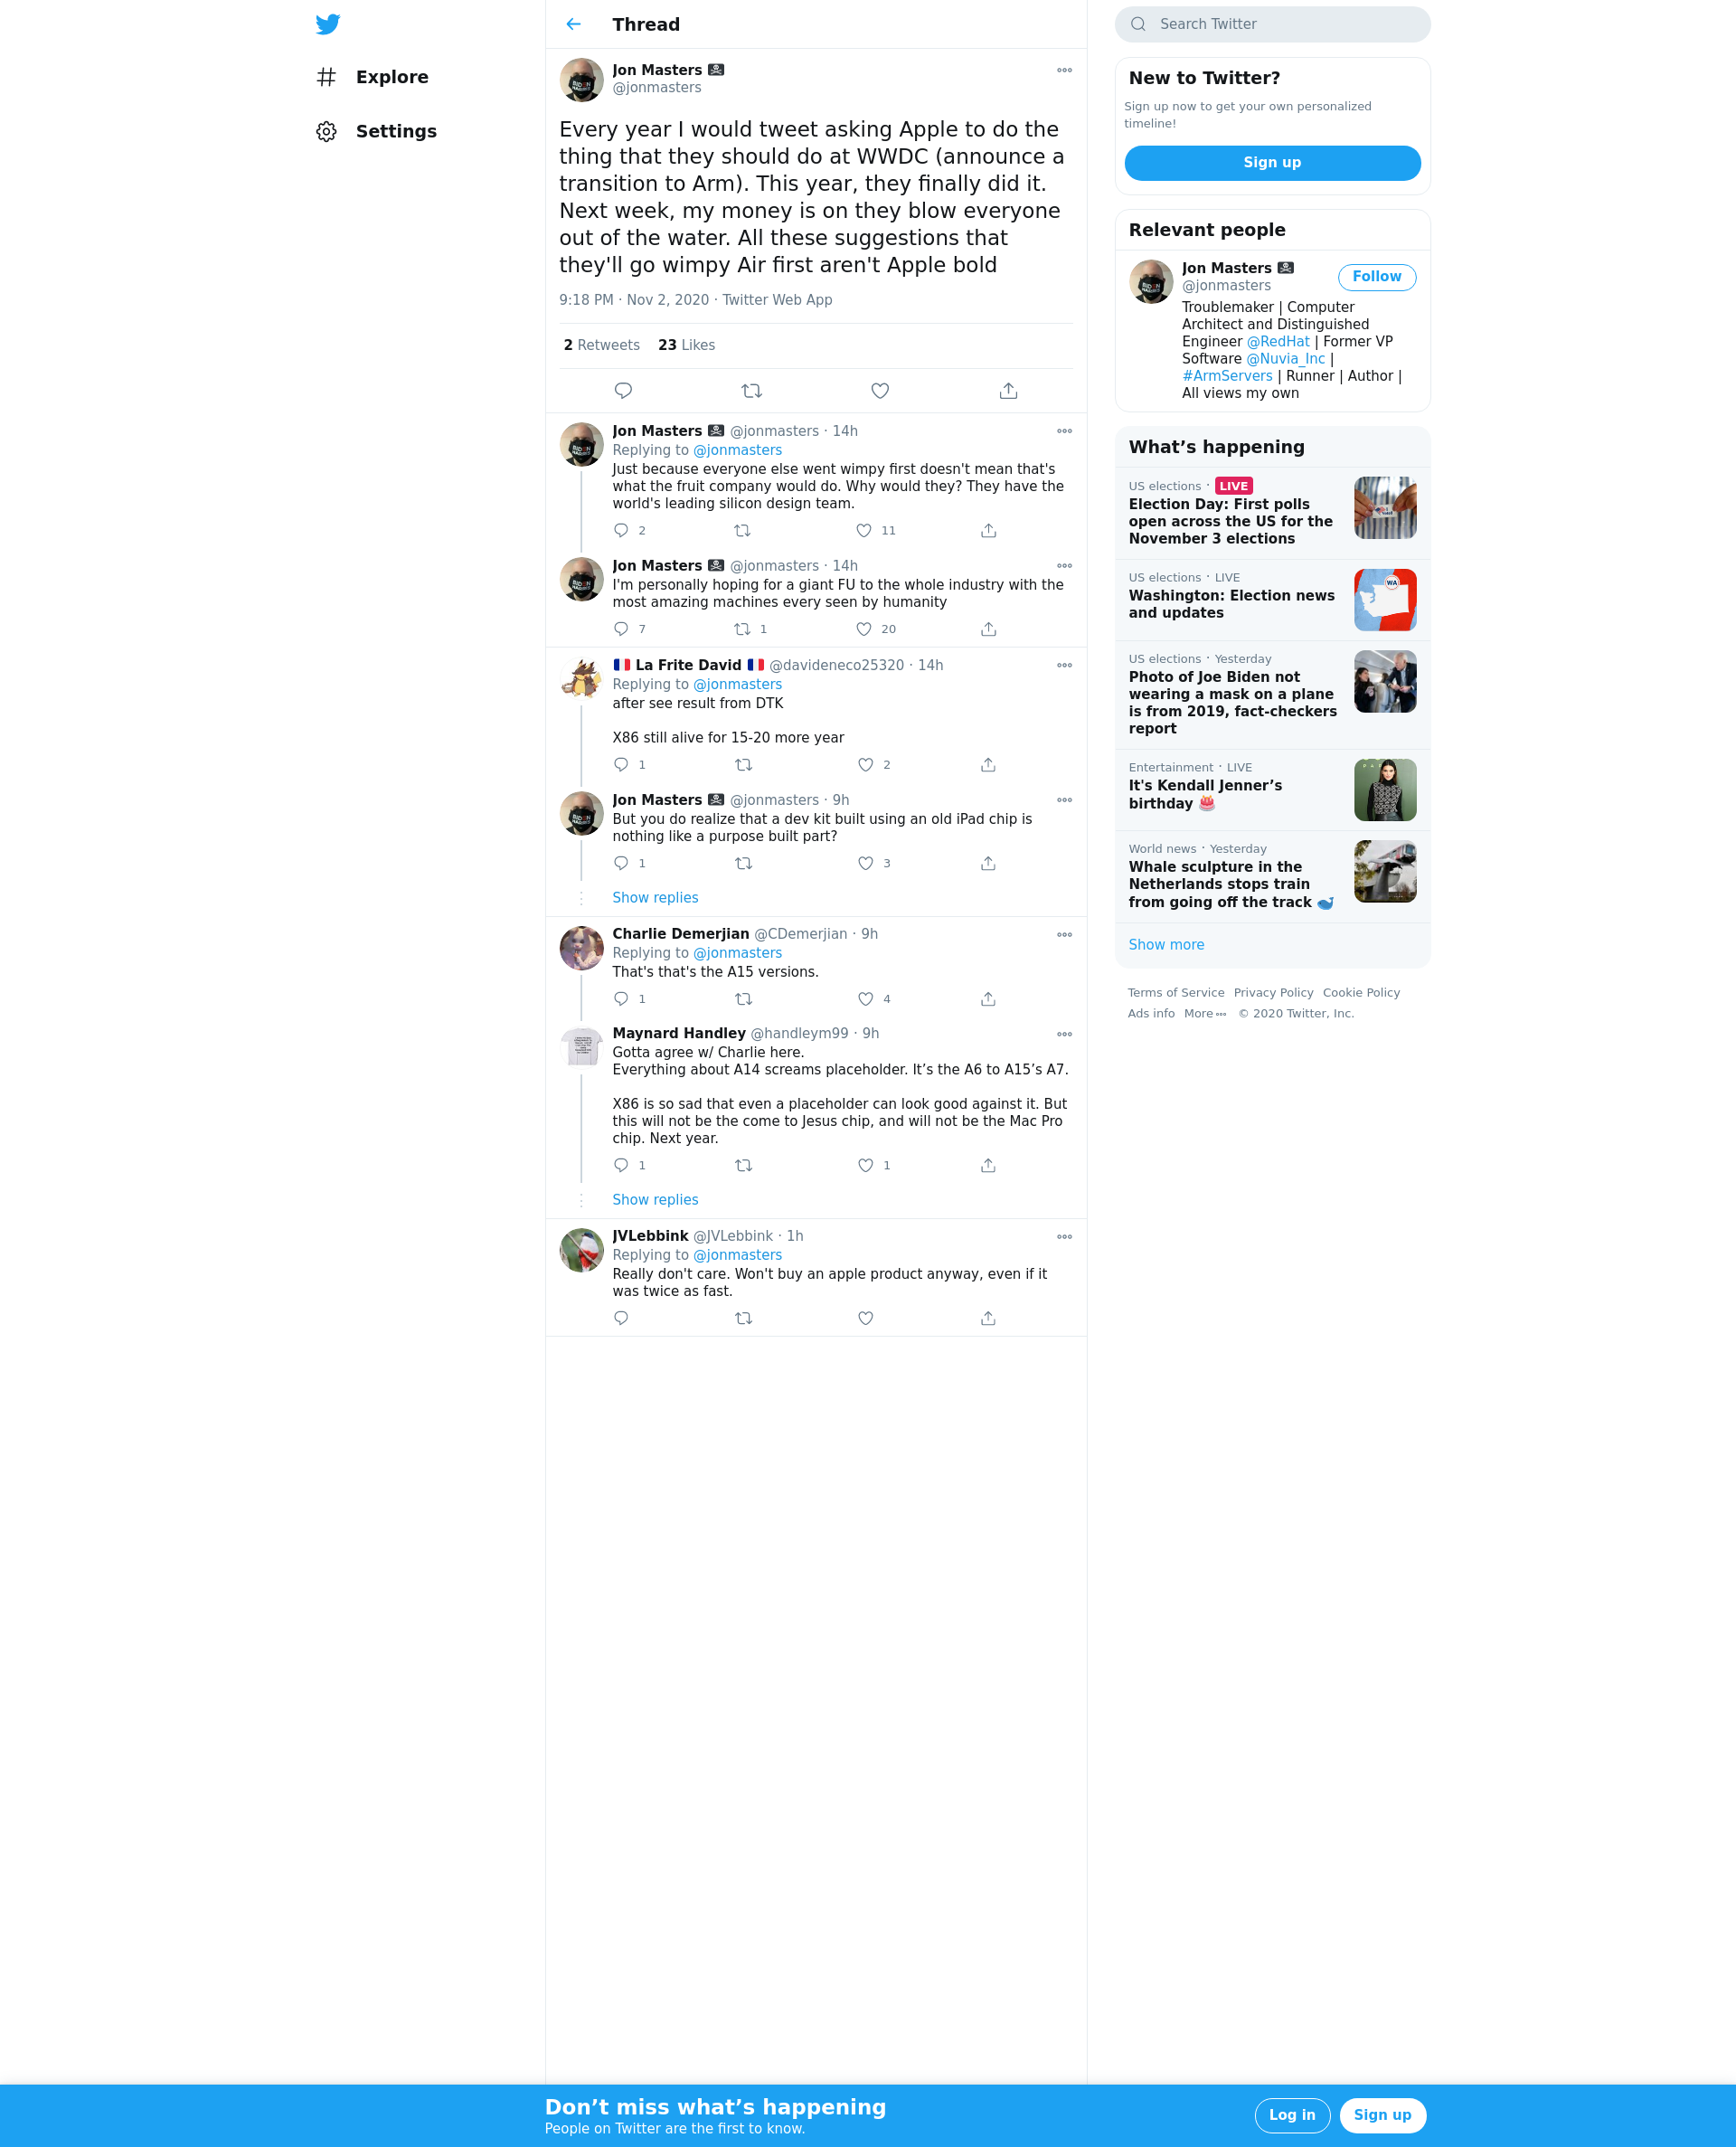 Explore
Settings
Thread
Jon Masters
@jonmasters
Every year I would tweet asking Apple to do the
thing that they should do at WWDC (announce a
transition to Arm). This year, they finally did it.
Next week, my money is on they blow everyone
out of the water. All these suggestions that
they'll go wimpy Air first aren't Apple bold
9:18 PM · Nov 2, 2020 · Twitter Web App
2 Retweets 23 Likes
Jon Masters @jonmasters · 14h
Replying to @jonmasters
Just because everyone else went wimpy first doesn't mean that's
what the fruit company would do. Why would they? They have the
world's leading silicon design team.
2 11
Jon Masters @jonmasters · 14h
I'm personally hoping for a giant FU to the whole industry with the
most amazing machines every seen by humanity
7 1 20
La Frite David @davideneco25320 · 14h
Replying to @jonmasters
after see result from DTK
X86 still alive for 15-20 more year
1 2
Jon Masters @jonmasters · 9h
But you do realize that a dev kit built using an old iPad chip is
nothing like a purpose built part?
1 3
Show replies
Charlie Demerjian @CDemerjian · 9h
Replying to @jonmasters
That's that's the A15 versions.
1 4
Maynard Handley @handleym99 · 9h
Gotta agree w/ Charlie here.
Everything about A14 screams placeholder. It’s the A6 to A15’s A7.
X86 is so sad that even a placeholder can look good against it. But
this will not be the come to Jesus chip, and will not be the Mac Pro
chip. Next year.
1 1
Show replies
JVLebbink @JVLebbink · 1h
Replying to @jonmasters
Really don't care. Won't buy an apple product anyway, even if it
was twice as fast.
Search Twitter
New to Twitter?
Sign up now to get your own personalized
timeline!
Sign up
Relevant people
Jon Masters
@jonmasters
Follow
Troublemaker | Computer
Architect and Distinguished
Engineer @RedHat | Former VP
Software @Nuvia_Inc |
#ArmServers | Runner | Author |
All views my own
What’s happening
US elections · LIVE
Election Day: First polls
open across the US for the
November 3 elections
US elections · LIVE
Washington: Election news
and updates
WA
US elections · Yesterday
Photo of Joe Biden not
wearing a mask on a plane
is from 2019, fact-checkers
report
Entertainment · LIVE
It's Kendall Jenner’s
birthday
World news · Yesterday
Whale sculpture in the
Netherlands stops train
from going off the track
Show more
Terms of Service Privacy Policy Cookie Policy
Ads info More © 2020 Twitter, Inc.
Don’t miss what’s happening
People on Twitter are the first to know.
Log in
Sign up